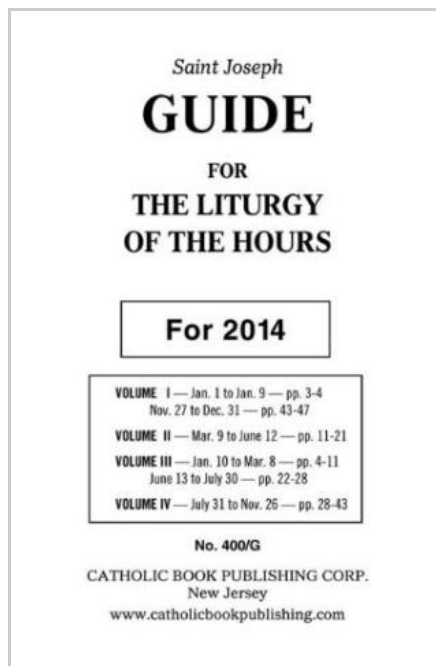 Saint Joseph
GUIDE
FOR
THE LITURGY
OF THE HOURS
For 2014
VOLUME I — Jan. 1 to Jan. 9 — pp. 3-4
Nov. 27 to Dec. 31 — pp. 43-47
VOLUME II — Mar. 9 to June 12 — pp. 11-21
VOLUME III — Jan. 10 to Mar. 8 — pp. 4-11
June 13 to July 30 — pp. 22-28
VOLUME IV — July 31 to Nov. 26 — pp. 28-43
No. 400/G
CATHOLIC BOOK PUBLISHING CORP.
New Jersey
www.catholicbookpublishing.com